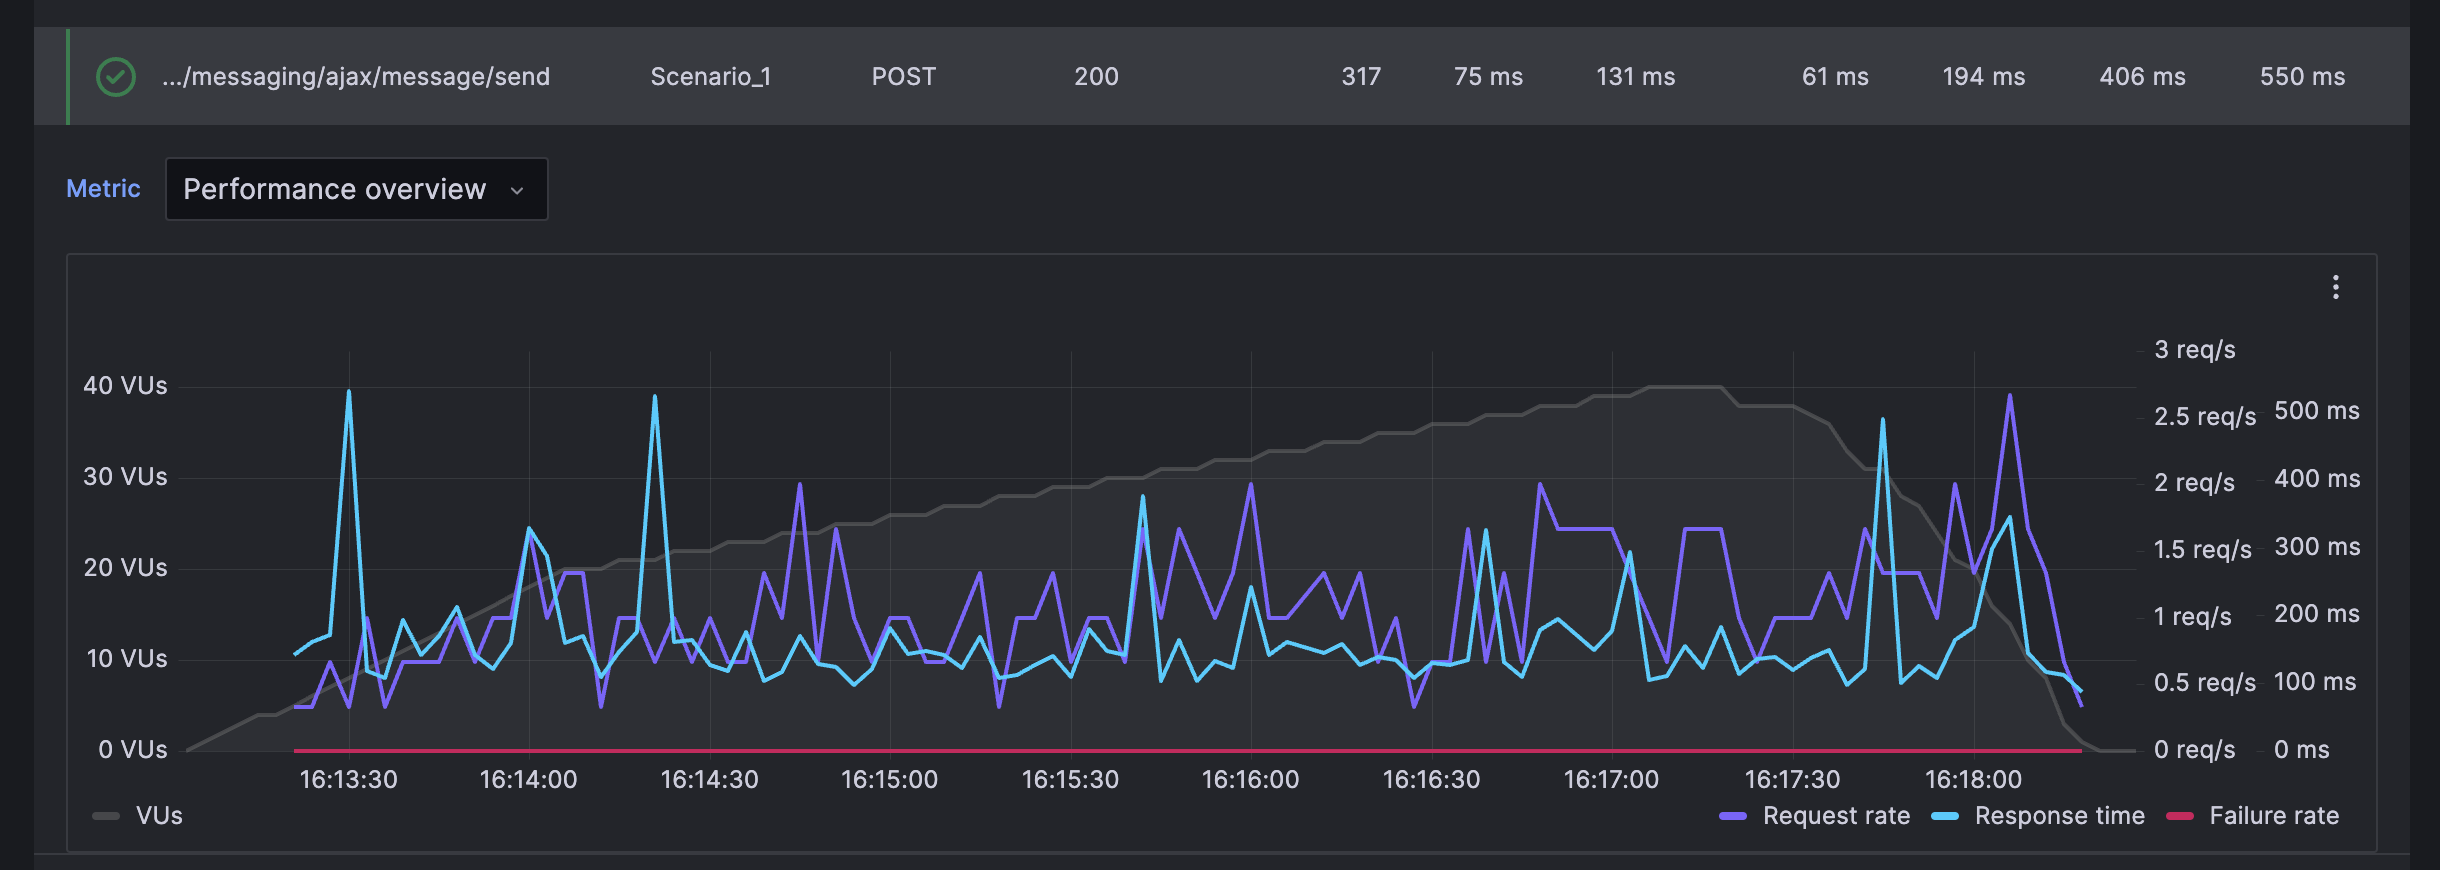 .../messaging/ajax/message/send Scenario_1 POST 200 317 75 ms 131 ms 61 ms 194 ms 406 ms 550 ms
Metric Performance overview
3 req/s
40 VUs
2.5 req/s 500 ms
30 VUs 2 req/s 400 ms
20 VUs 1.5 req/s 300 ms
1 req/s 200 ms
10 VUs 0.5 req/s 100 ms
0 VUs 0 req/s 0 ms
16:13:30 16:14:00 16:14:30 16:15:00 16:15:30 16:16:00 16:16:30 16:17:00 16:17:30 16:18:00
VUs Request rate Response time Failure rate